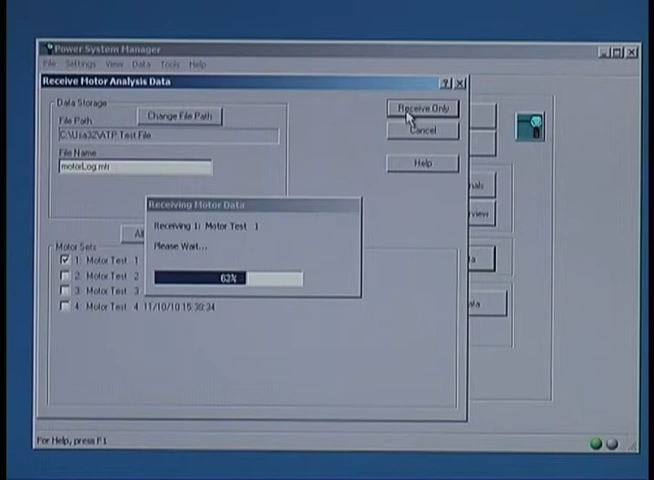 Power System Manager
File Settings View Data Tools Help
Receive Motor Analysis Data
Data Storage
File Path
Change File Path
C:\Usa32\ATP Test File
File Name
motorLog.mtr
Receive Only
Cancel
Help
Receiving Motor Data
Receiving 1: Motor Test 1
Please Wait...
62%
Motor Sets
1: Motor Test 1
2: Motor Test 2
3: Motor Test 3
4: Motor Test 4 11/10/10 15:39:34
For Help, press F1